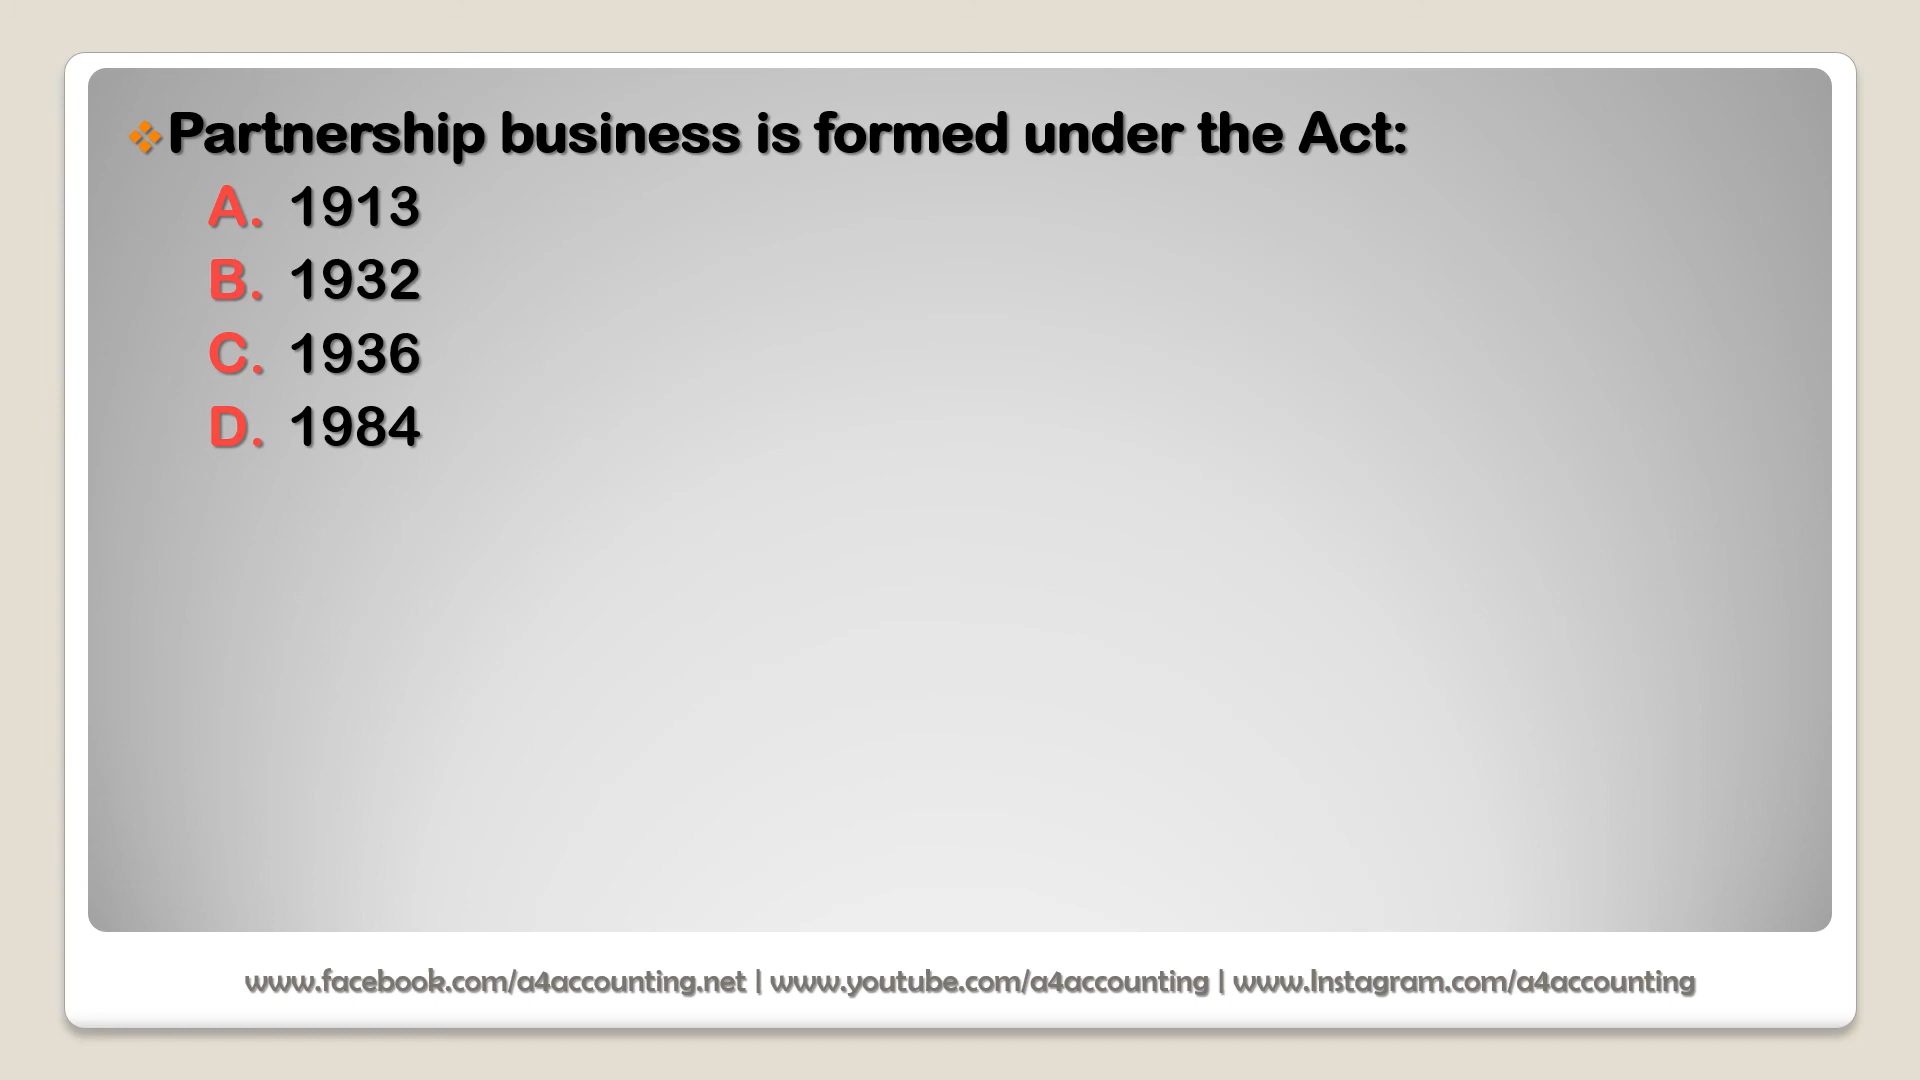 Partnership business is formed under the Act:
A. 1913
B. 1932
C. 1936
D. 1984
www.facebook.com/a4accounting.net | www.youtube.com/a4accounting | www.Instagram.com/a4accounting